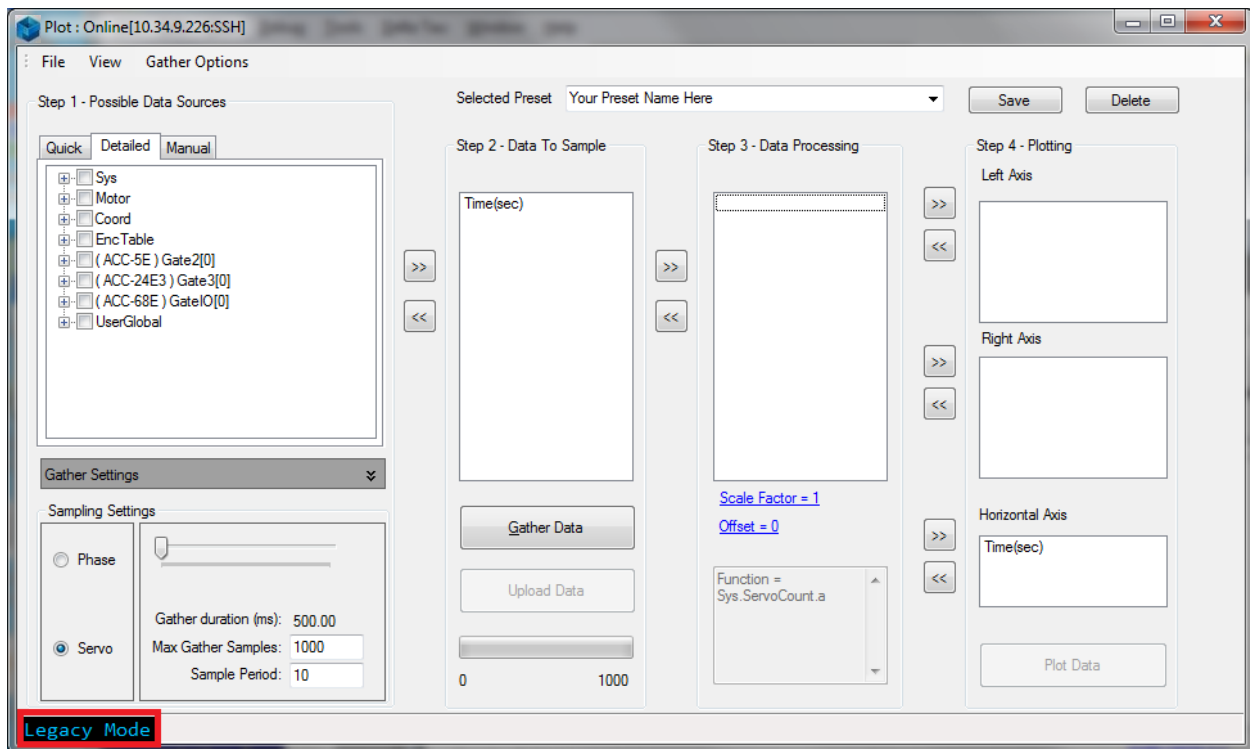 Plot : Online[10.34.9.226:SSH]
File View Gather Options
Step 1 - Possible Data Sources
Selected Preset Your Preset Name Here
Save
Delete
Quick Detailed Manual
Sys
Motor
Coord
EncTable
( ACC-5E ) Gate2[0]
( ACC-24E3 ) Gate3[0]
( ACC-68E ) GateIO[0]
UserGlobal
Gather Settings
Sampling Settings
Phase
Servo
Gather duration (ms): 500.00
Max Gather Samples: 1000
Sample Period: 10
>>
<<
Step 2 - Data To Sample
Time(sec)
Gather Data
Upload Data
0 1000
>>
<<
Step 3 - Data Processing
Scale Factor = 1
Offset = 0
Function =
Sys.ServoCount.a
Step 4 - Plotting
Left Axis
>>
<<
Right Axis
>>
<<
Horizontal Axis
>>
<<
Time(sec)
Plot Data
Legacy Mode